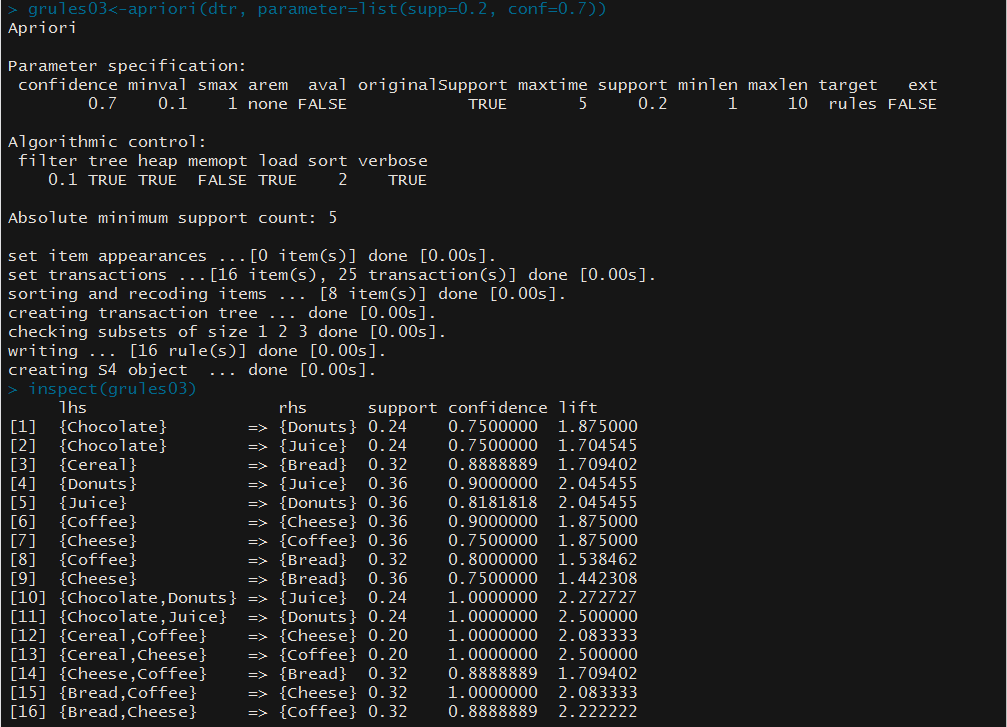 > grules03<-apriori(dtr, parameter=list(supp=0.2, conf=0.7))
Apriori

Parameter specification:
 confidence minval smax arem  aval originalSupport maxtime support minlen maxlen target   ext
        0.7    0.1    1 none FALSE            TRUE       5     0.2      1     10  rules FALSE

Algorithmic control:
 filter tree heap memopt load sort verbose
    0.1 TRUE TRUE  FALSE TRUE    2    TRUE

Absolute minimum support count: 5

set item appearances ...[0 item(s)] done [0.00s].
set transactions ...[16 item(s), 25 transaction(s)] done [0.00s].
sorting and recoding items ... [8 item(s)] done [0.00s].
creating transaction tree ... done [0.00s].
checking subsets of size 1 2 3 done [0.00s].
writing ... [16 rule(s)] done [0.00s].
creating S4 object  ... done [0.00s].
> inspect(grules03)
     lhs                   rhs      support confidence lift
[1]  {Chocolate}        => {Donuts} 0.24    0.7500000  1.875000
[2]  {Chocolate}        => {Juice}  0.24    0.7500000  1.704545
[3]  {Cereal}           => {Bread}  0.32    0.8888889  1.709402
[4]  {Donuts}           => {Juice}  0.36    0.9000000  2.045455
[5]  {Juice}            => {Donuts} 0.36    0.8181818  2.045455
[6]  {Coffee}           => {Cheese} 0.36    0.9000000  1.875000
[7]  {Cheese}           => {Coffee} 0.36    0.7500000  1.875000
[8]  {Coffee}           => {Bread}  0.32    0.8000000  1.538462
[9]  {Cheese}           => {Bread}  0.36    0.7500000  1.442308
[10] {Chocolate,Donuts} => {Juice}  0.24    1.0000000  2.272727
[11] {Chocolate,Juice}  => {Donuts} 0.24    1.0000000  2.500000
[12] {Cereal,Coffee}    => {Cheese} 0.20    1.0000000  2.083333
[13] {Cereal,Cheese}    => {Coffee} 0.20    1.0000000  2.500000
[14] {Cheese,Coffee}    => {Bread}  0.32    0.8888889  1.709402
[15] {Bread,Coffee}     => {Cheese} 0.32    1.0000000  2.083333
[16] {Bread,Cheese}     => {Coffee} 0.32    0.8888889  2.222222